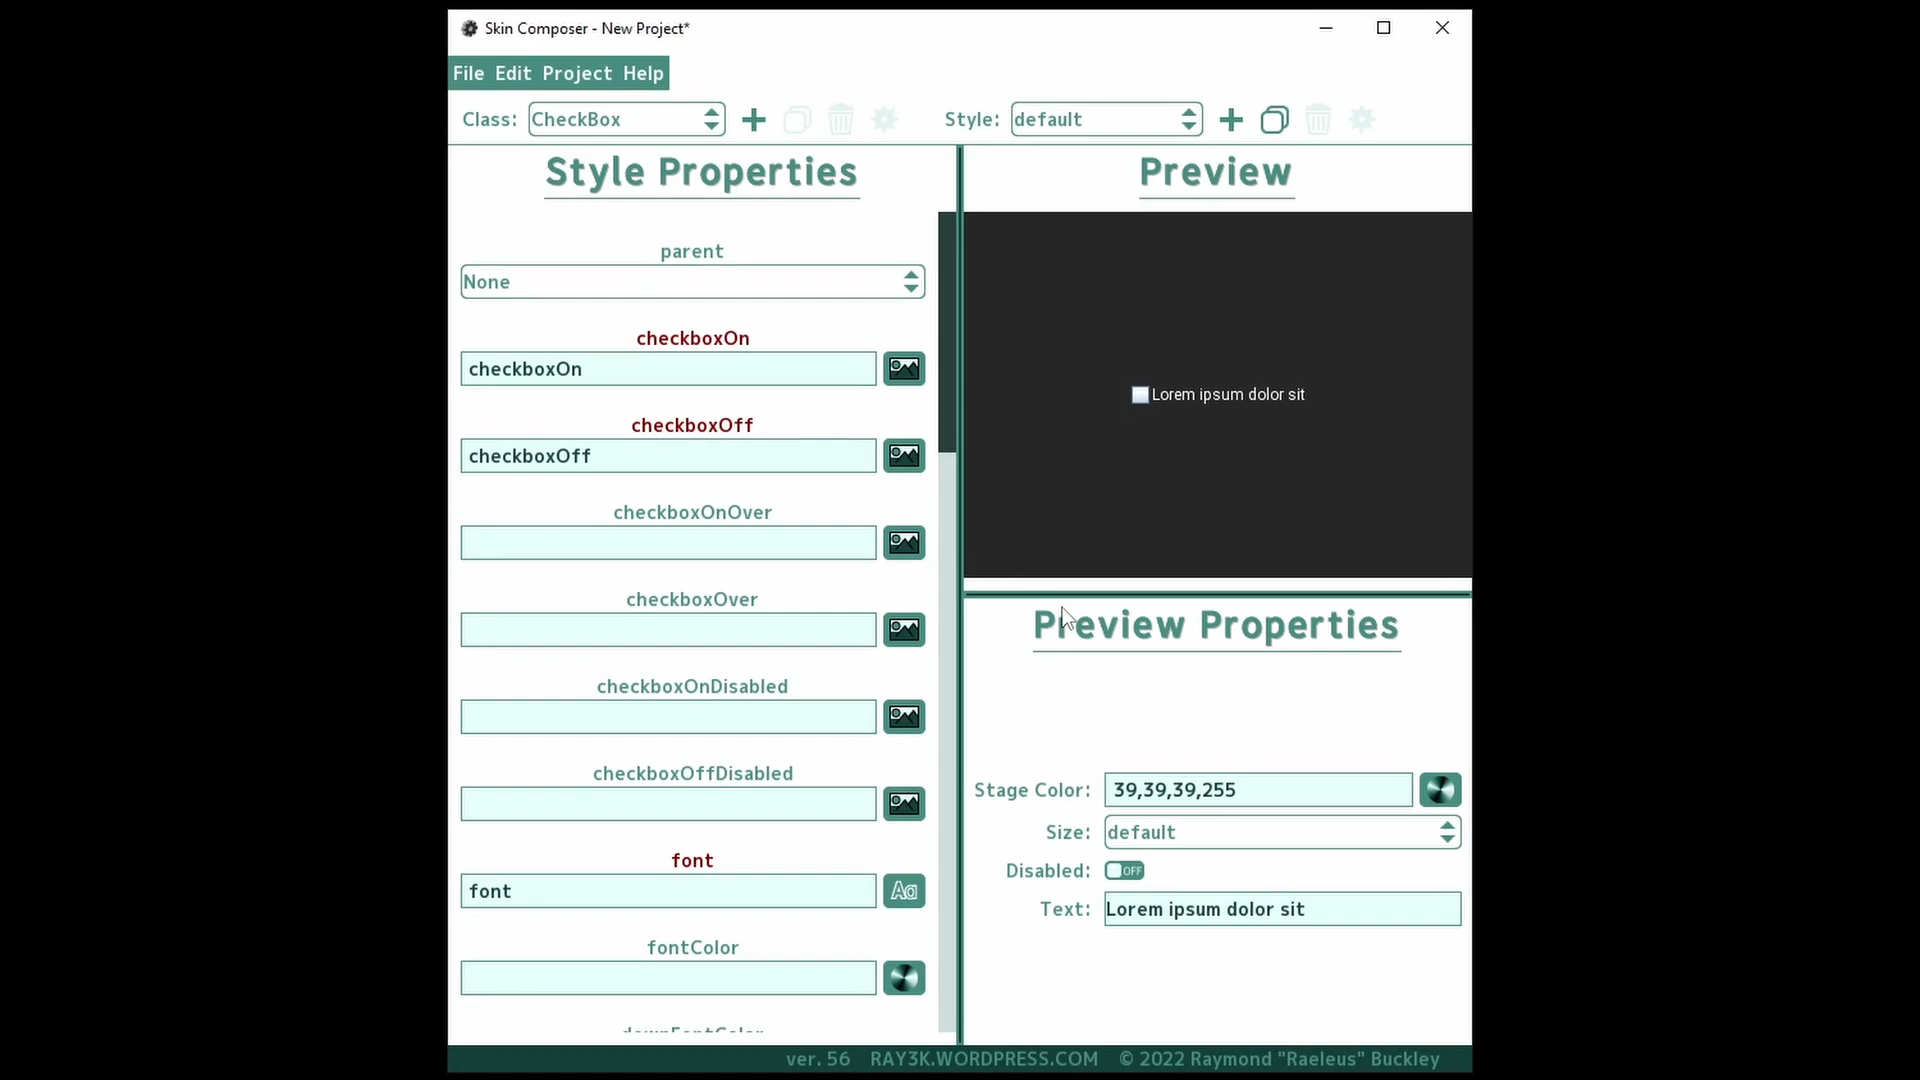 Skin Composer - New Project*
File Edit Project Help
Class: CheckBox Style: default
Style Properties
parent
None
checkboxOn
checkboxOn
checkboxOff
checkboxOff
checkboxOnOver
checkboxOver
checkboxOnDisabled
checkboxOffDisabled
font
font
Aa
fontColor
downFontColor
Preview
Lorem ipsum dolor sit
Preview Properties
Stage Color: 39,39,39,255
Size: default
Disabled: OFF
Text: Lorem ipsum dolor sit
ver. 56 RAY3K.WORDPRESS.COM © 2022 Raymond "Raeleus" Buckley